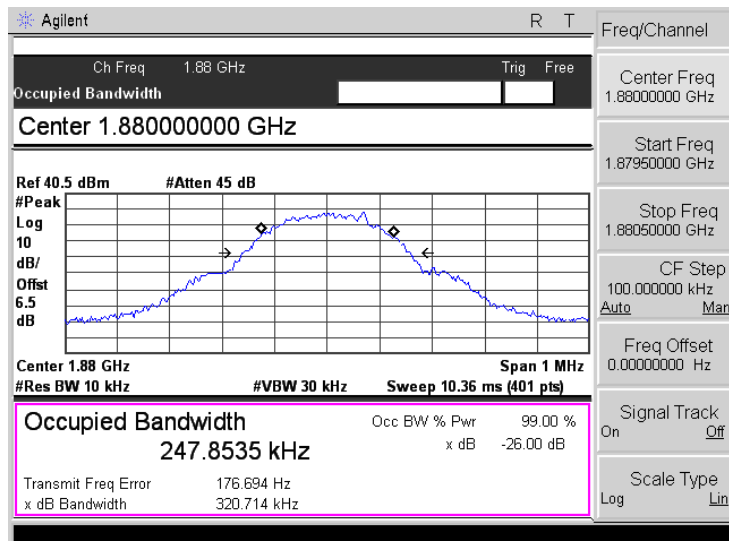 Agilent
R T
Ch Freq 1.88 GHz
Trig Free
Occupied Bandwidth
Center 1.880000000 GHz
Ref 40.5 dBm #Atten 45 dB
#Peak
Log
10
dB/
Offst
6.5
dB
Center 1.88 GHz Span 1 MHz
#Res BW 10 kHz #VBW 30 kHz Sweep 10.36 ms (401 pts)
Occupied Bandwidth
247.8535 kHz
Occ BW % Pwr 99.00 %
x dB -26.00 dB
Transmit Freq Error 176.694 Hz
x dB Bandwidth 320.714 kHz
Freq/Channel
Center Freq
1.88000000 GHz
Start Freq
1.87950000 GHz
Stop Freq
1.88050000 GHz
CF Step
100.000000 kHz
Auto Man
Freq Offset
0.00000000 Hz
Signal Track
On Off
Scale Type
Log Lin